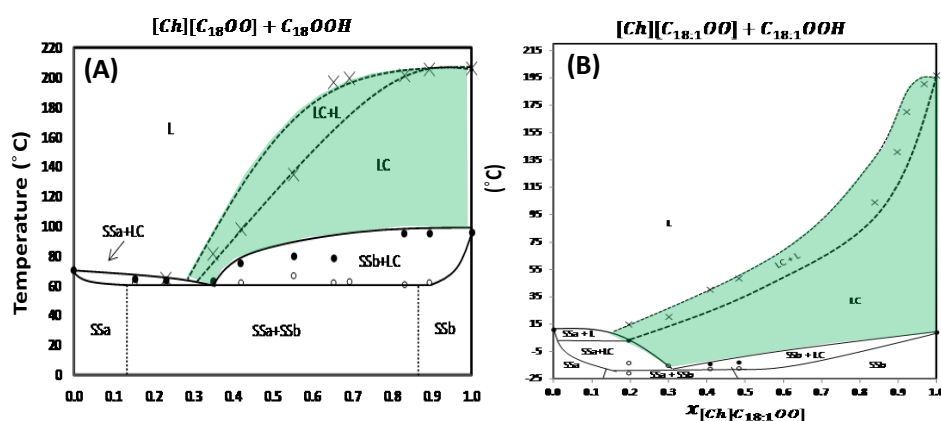 [Ch][C₁₈OO] + C₁₈OOH
(A)
Temperature (°C)
220
200
180
160
140
120
100
80
60
40
20
0
L
LC+L
LC
SSa+LC
SSb+LC
SSa
SSa+SSb
SSb
0.0 0.1 0.2 0.3 0.4 0.5 0.6 0.7 0.8 0.9 1.0
[Ch][C₁₈:₁OO] + C₁₈:₁OOH
(B)
(°C)
215
195
175
155
135
115
95
75
55
35
15
-5
-25
L
LC + L
LC
SSa + L
SSa+LC
SSb + LC
SSa
SSa + SSb
SSb
0.0 0.1 0.2 0.3 0.4 0.5 0.6 0.7 0.8 0.9 1.0
x[Ch]C₁₈:₁OO]